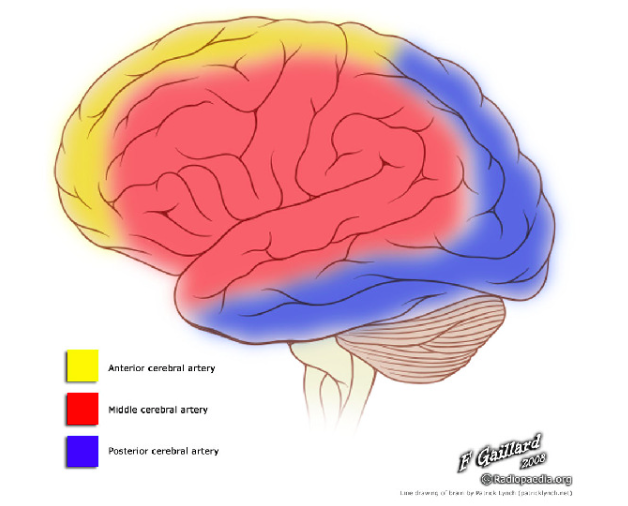 Anterior cerebral artery
Middle cerebral artery
Posterior cerebral artery
F Gaillard
2008
©Radiopaedia.org
Line drawing of brain by Patrick Lynch (patricklynch.net)